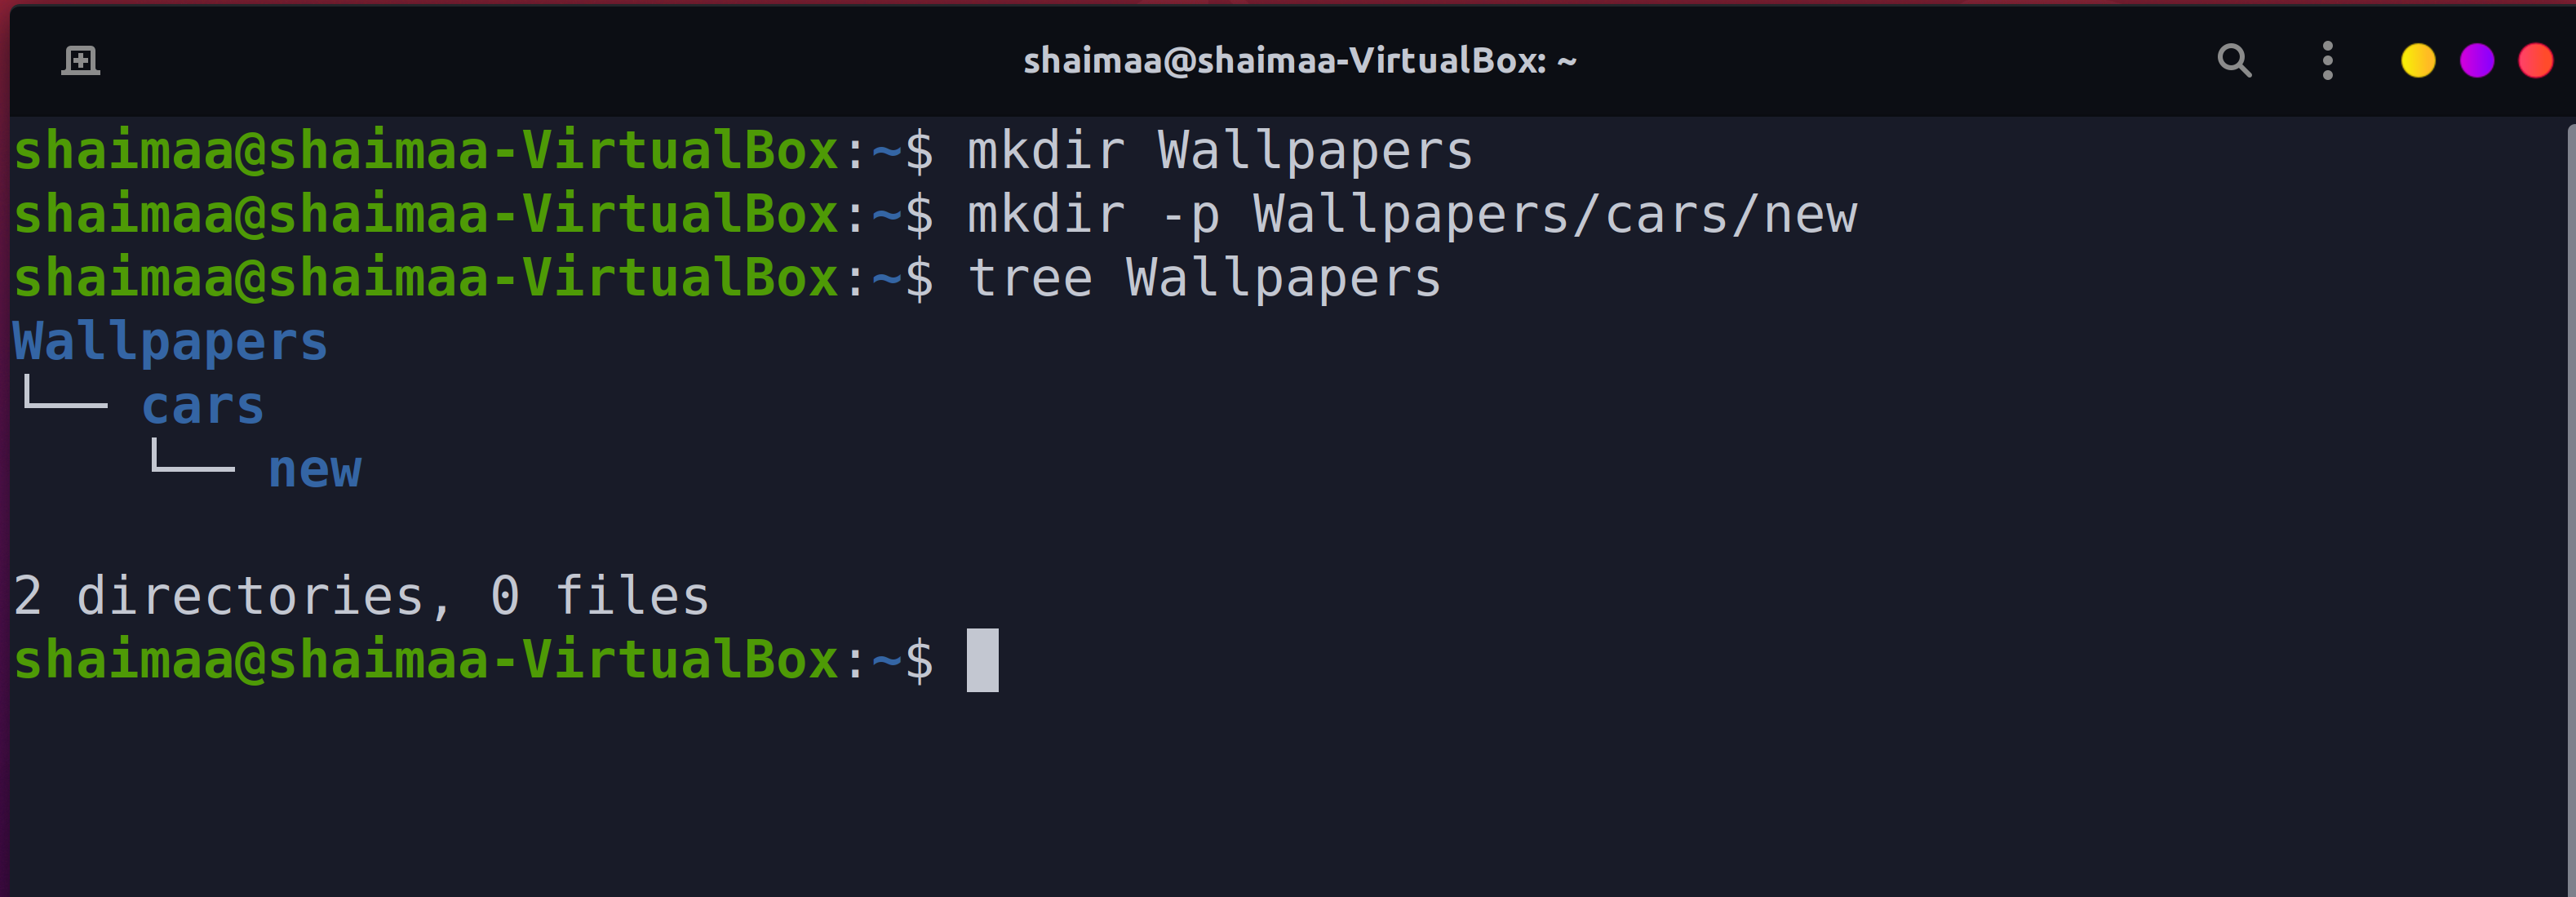 shaimaa@shaimaa-VirtualBox: ~
shaimaa@shaimaa-VirtualBox:~$ mkdir Wallpapers
shaimaa@shaimaa-VirtualBox:~$ mkdir -p Wallpapers/cars/new
shaimaa@shaimaa-VirtualBox:~$ tree Wallpapers
Wallpapers
└── cars
    └── new
2 directories, 0 files
shaimaa@shaimaa-VirtualBox:~$